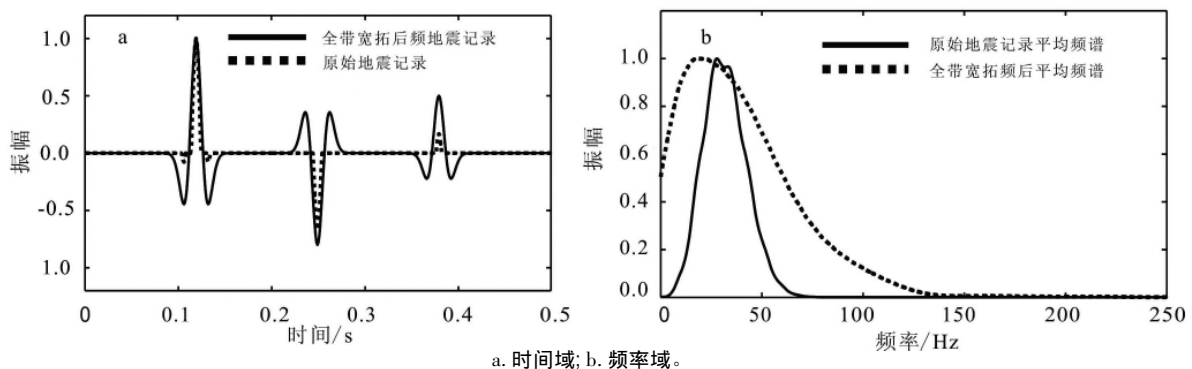 a
全带宽拓后频地震记录
原始地震记录
1.0
0.5
0.0
-0.5
1.0
振幅
0 0.1 0.2 0.3 0.4 0.5
时间/s
b
原始地震记录平均频谱
全带宽拓频后平均频谱
1.0
0.8
0.6
0.4
0.2
0.0
振幅
0 50 100 150 200 250
频率/Hz
a. 时间域; b. 频率域。